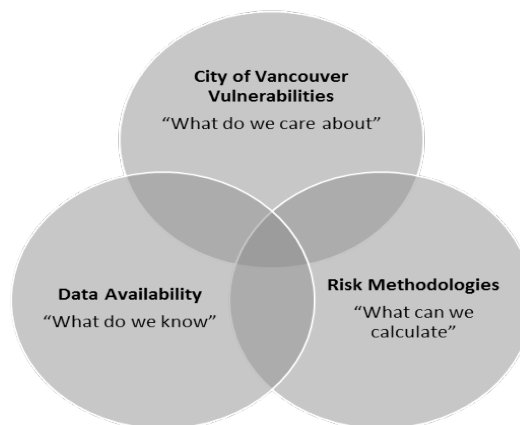 City of Vancouver
Vulnerabilities
“What do we care about”
Data Availability
“What do we know”
Risk Methodologies
“What can we
calculate”